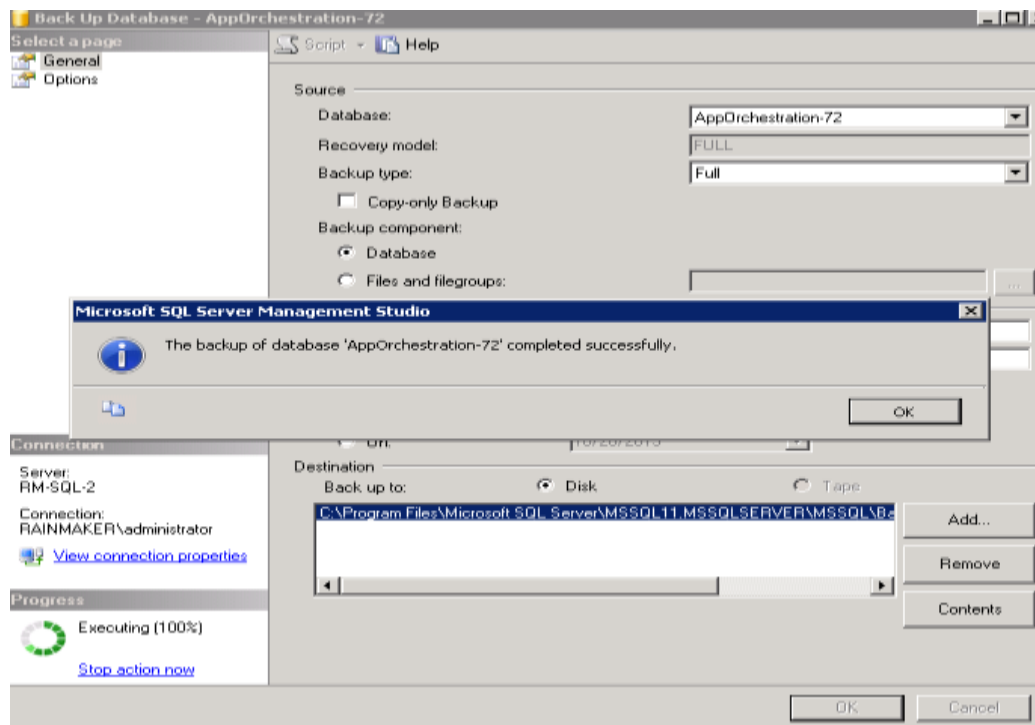 Back Up Database - AppOrchestration-72
Select a page
General
Options
Script
Help
Source
Database:
AppOrchestration-72
Recovery model:
FULL
Backup type:
Full
Copy-only Backup
Backup component:
Database
Files and filegroups:
...
Microsoft SQL Server Management Studio
The backup of database 'AppOrchestration-72' completed successfully.
OK
Connection
Server:
RM-SQL-2
Connection:
RAINMAKER\administrator
View connection properties
Progress
Executing (100%)
Stop action now
On:
Destination
Back up to:
Disk
Tape
C:\Program Files\Microsoft SQL Server\MSSQL11.MSSQLSERVER\MSSQL\Ba
Add...
Remove
Contents
OK
Cancel